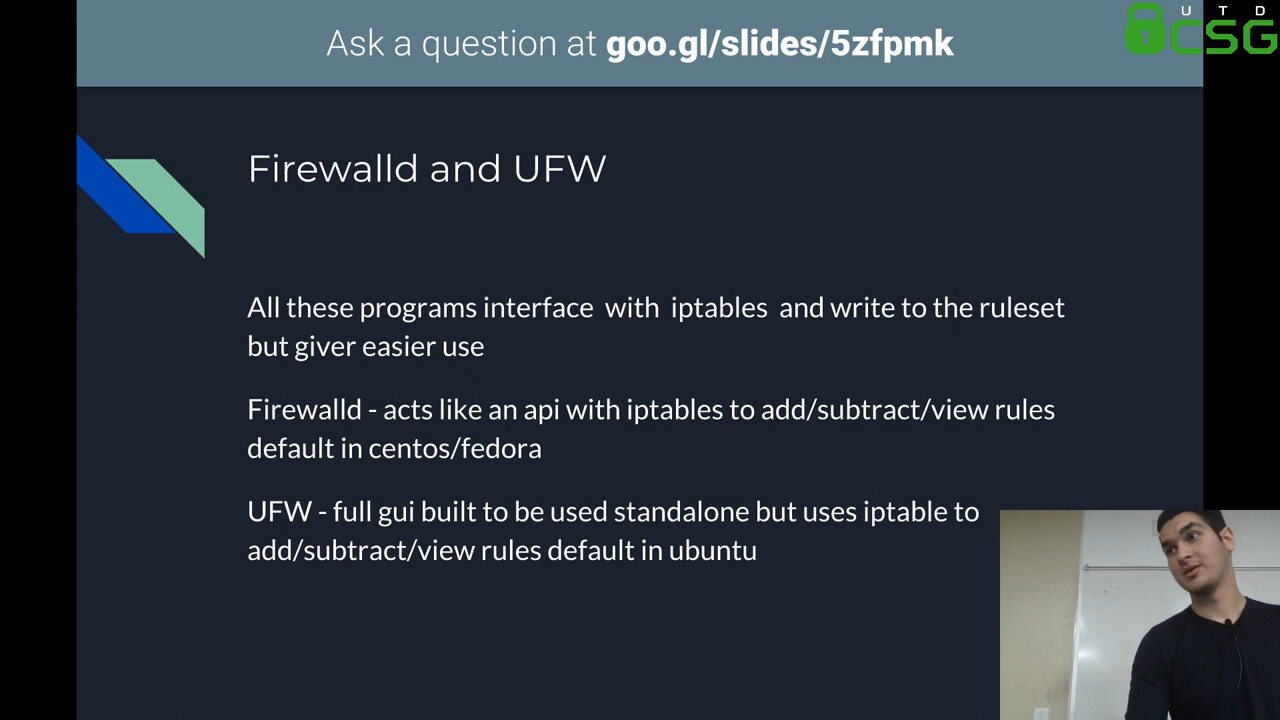 Ask a question at goo.gl/slides/5zfpmk
UTD
CSG
Firewalld and UFW
All these programs interface with iptables and write to the ruleset
but giver easier use
Firewalld - acts like an api with iptables to add/subtract/view rules
default in centos/fedora
UFW - full gui built to be used standalone but uses iptable to
add/subtract/view rules default in ubuntu